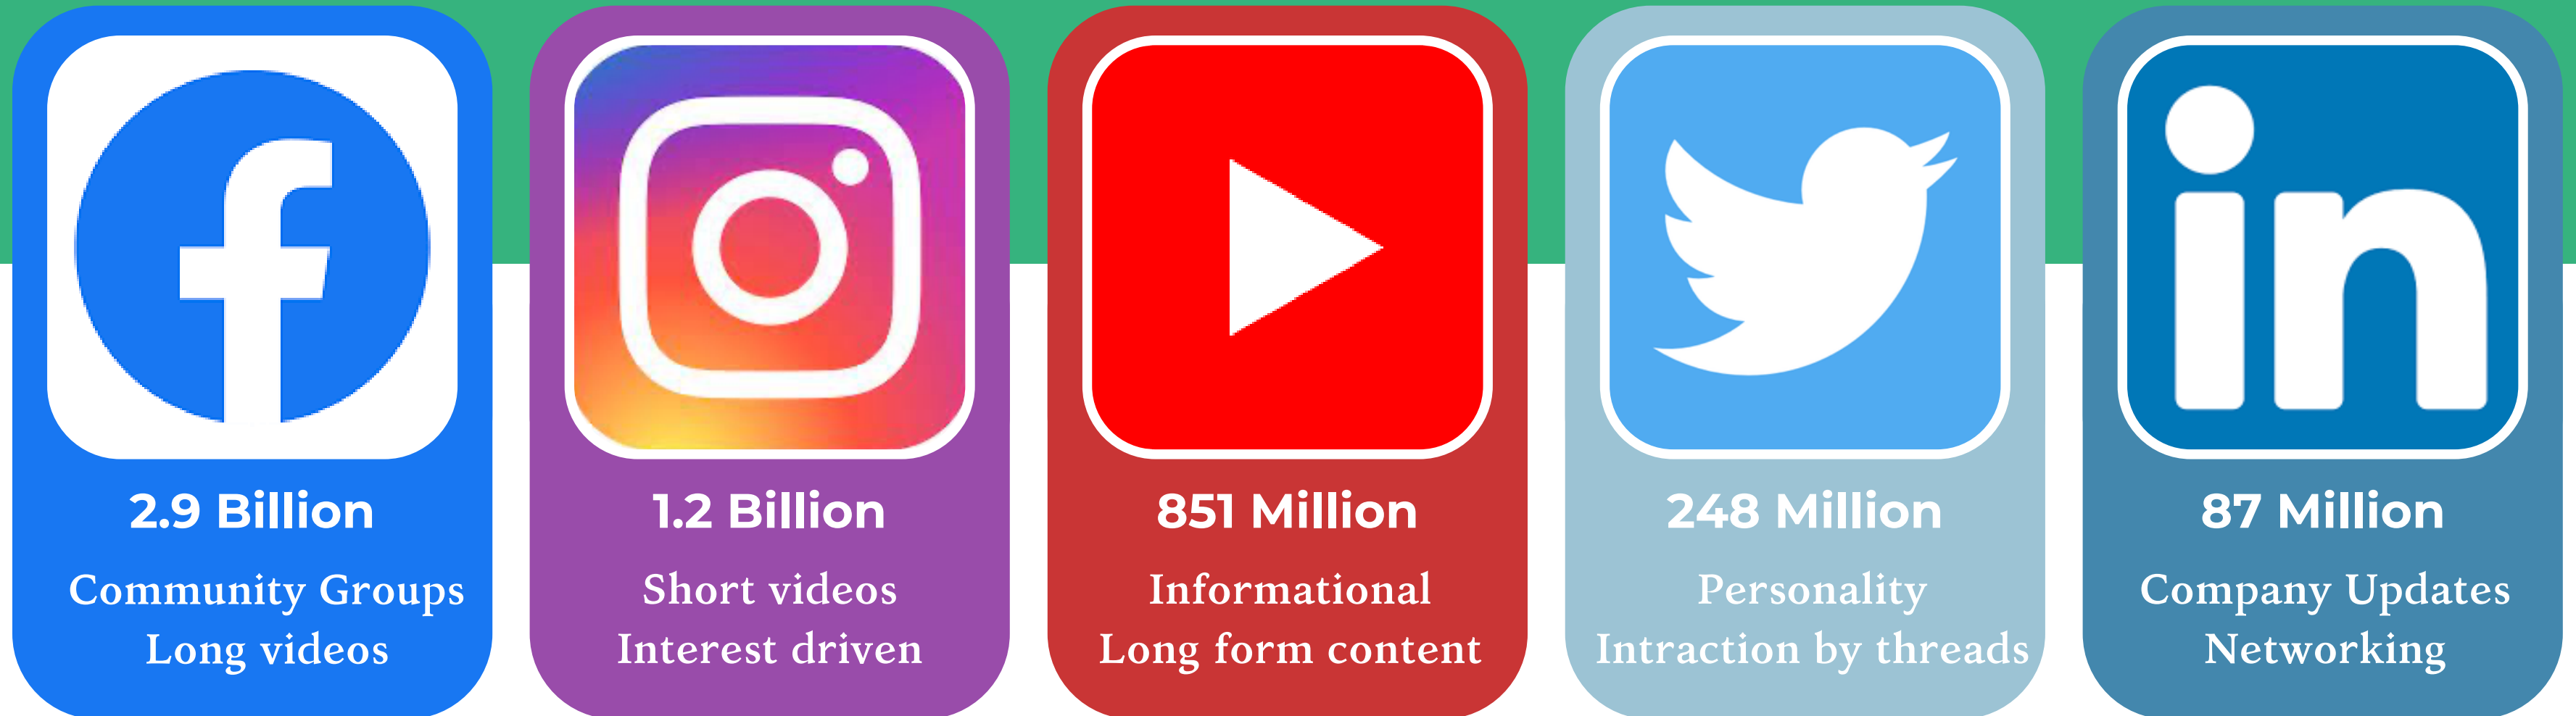 2.9 Billion
Community Groups
Long videos
1.2 Billion
Short videos
Interest driven
851 Million
Informational
Long form content
248 Million
Personality
Intraction by threads
in
87 Million
Company Updates
Networking